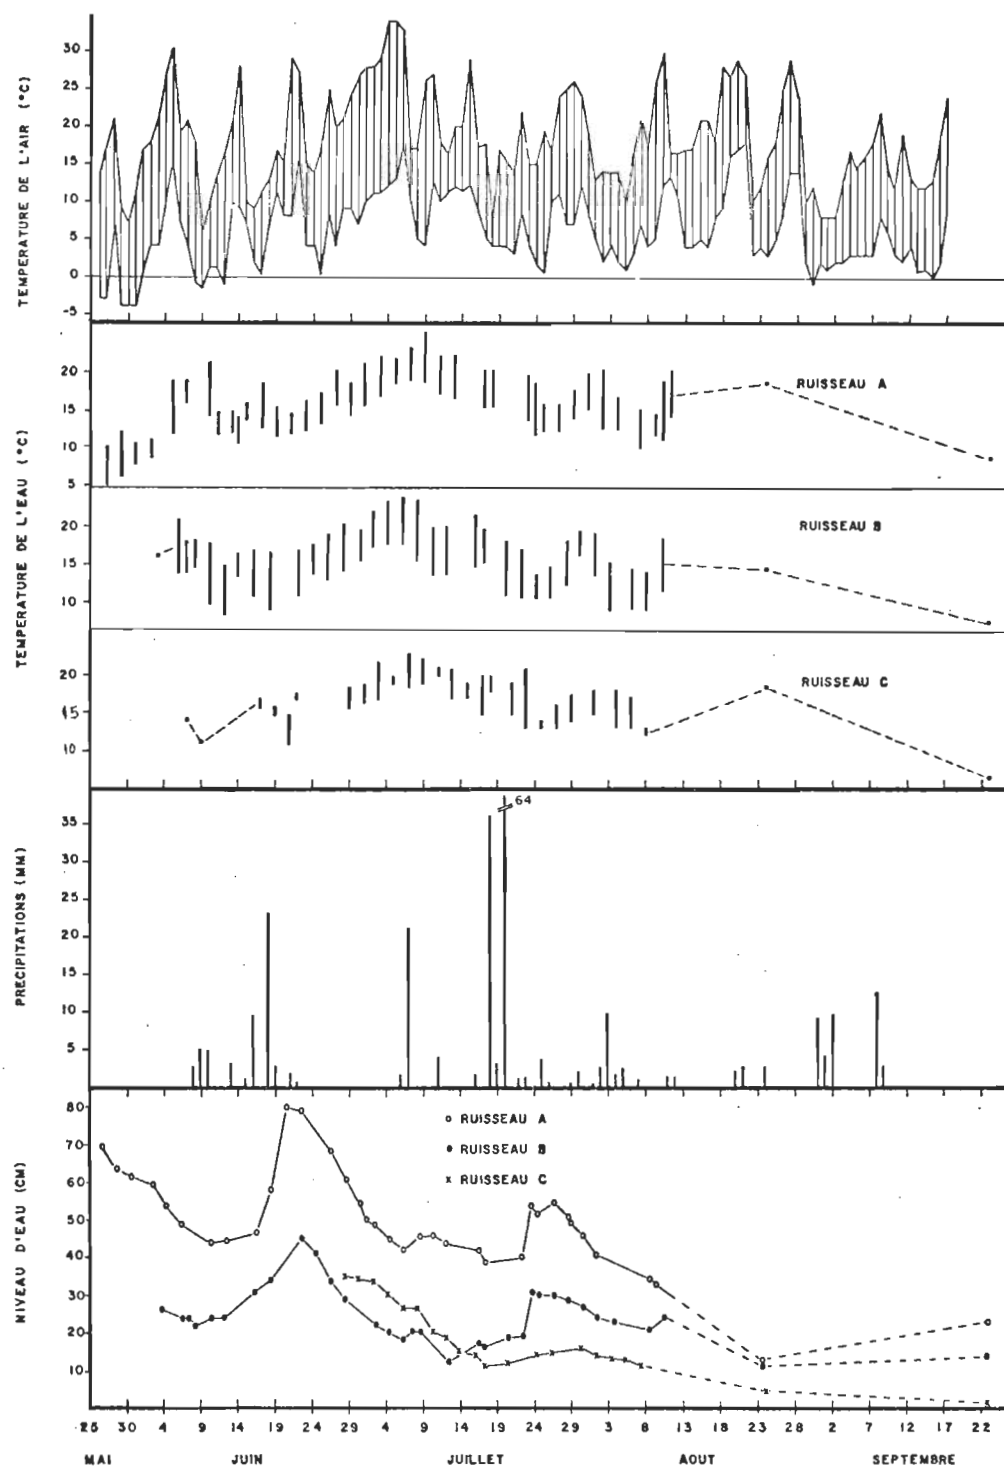 TEMPERATURE DE L'AIR (°C)
30
25
20
15
10
5
0
-5
TEMPERATURE DE L'EAU (°C)
20
15
10
5
RUISSEAU A
20
15
10
RUISSEAU B
20
15
10
RUISSEAU C
PRECIPITATIONS (MM)
35
30
25
20
15
10
5
64
NIVEAU D'EAU (CM)
80
70
60
50
40
30
20
10
RUISSEAU A
RUISSEAU B
RUISSEAU C
25 30 4 9 14 19 24 29 4 9 14 19 24 29 3 8 13 23 28 2 7 12 17 22
MAI JUIN JUILLET AOUT SEPTEMBRE